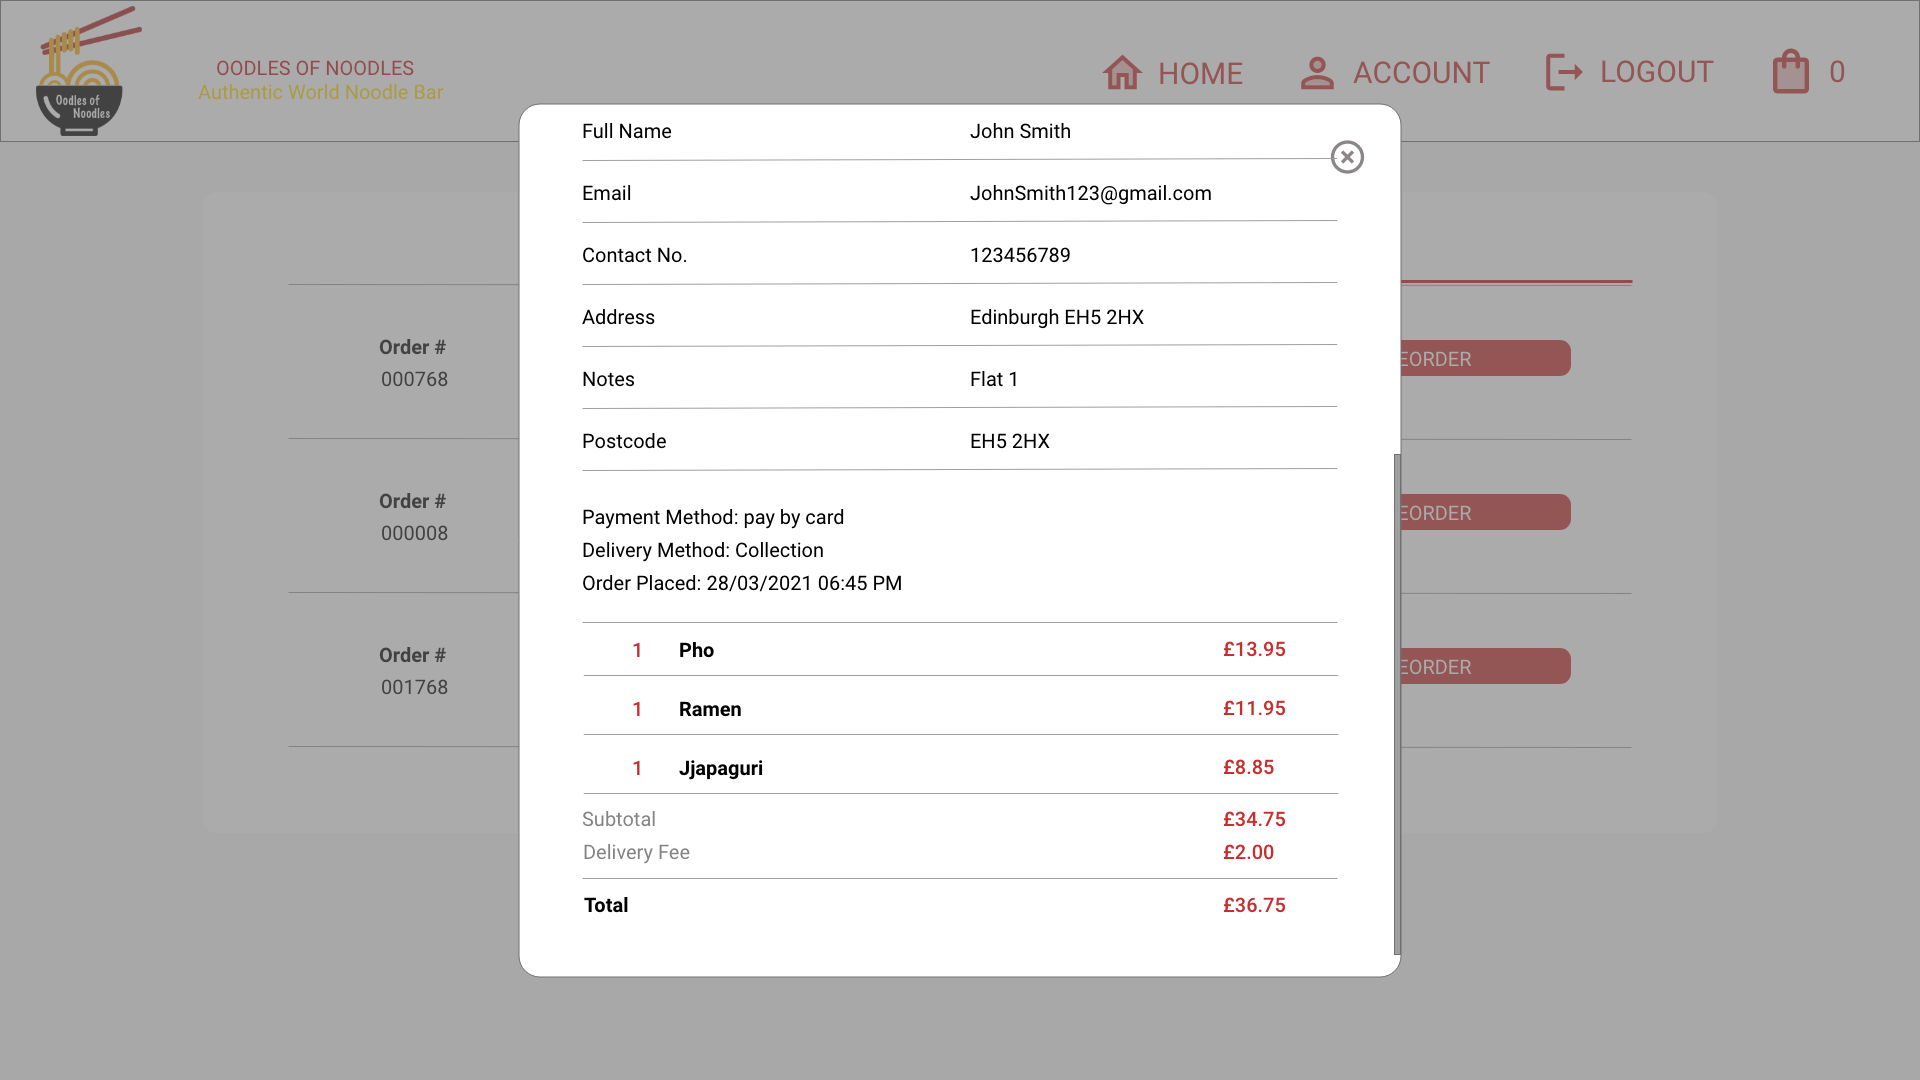 OODLES OF NOODLES
Authentic World Noodle Bar
Oodles of
Noodles
HOME
ACCOUNT
LOGOUT
0
Full Name John Smith
Email JohnSmith123@gmail.com
Contact No. 123456789
Address Edinburgh EH5 2HX
Notes Flat 1
Postcode EH5 2HX
Payment Method: pay by card
Delivery Method: Collection
Order Placed: 28/03/2021 06:45 PM
1 Pho £13.95
1 Ramen £11.95
1 Jjapaguri £8.85
Subtotal £34.75
Delivery Fee £2.00
Total £36.75
Order #
000768
EORDER
Order #
000008
EORDER
Order #
001768
EORDER